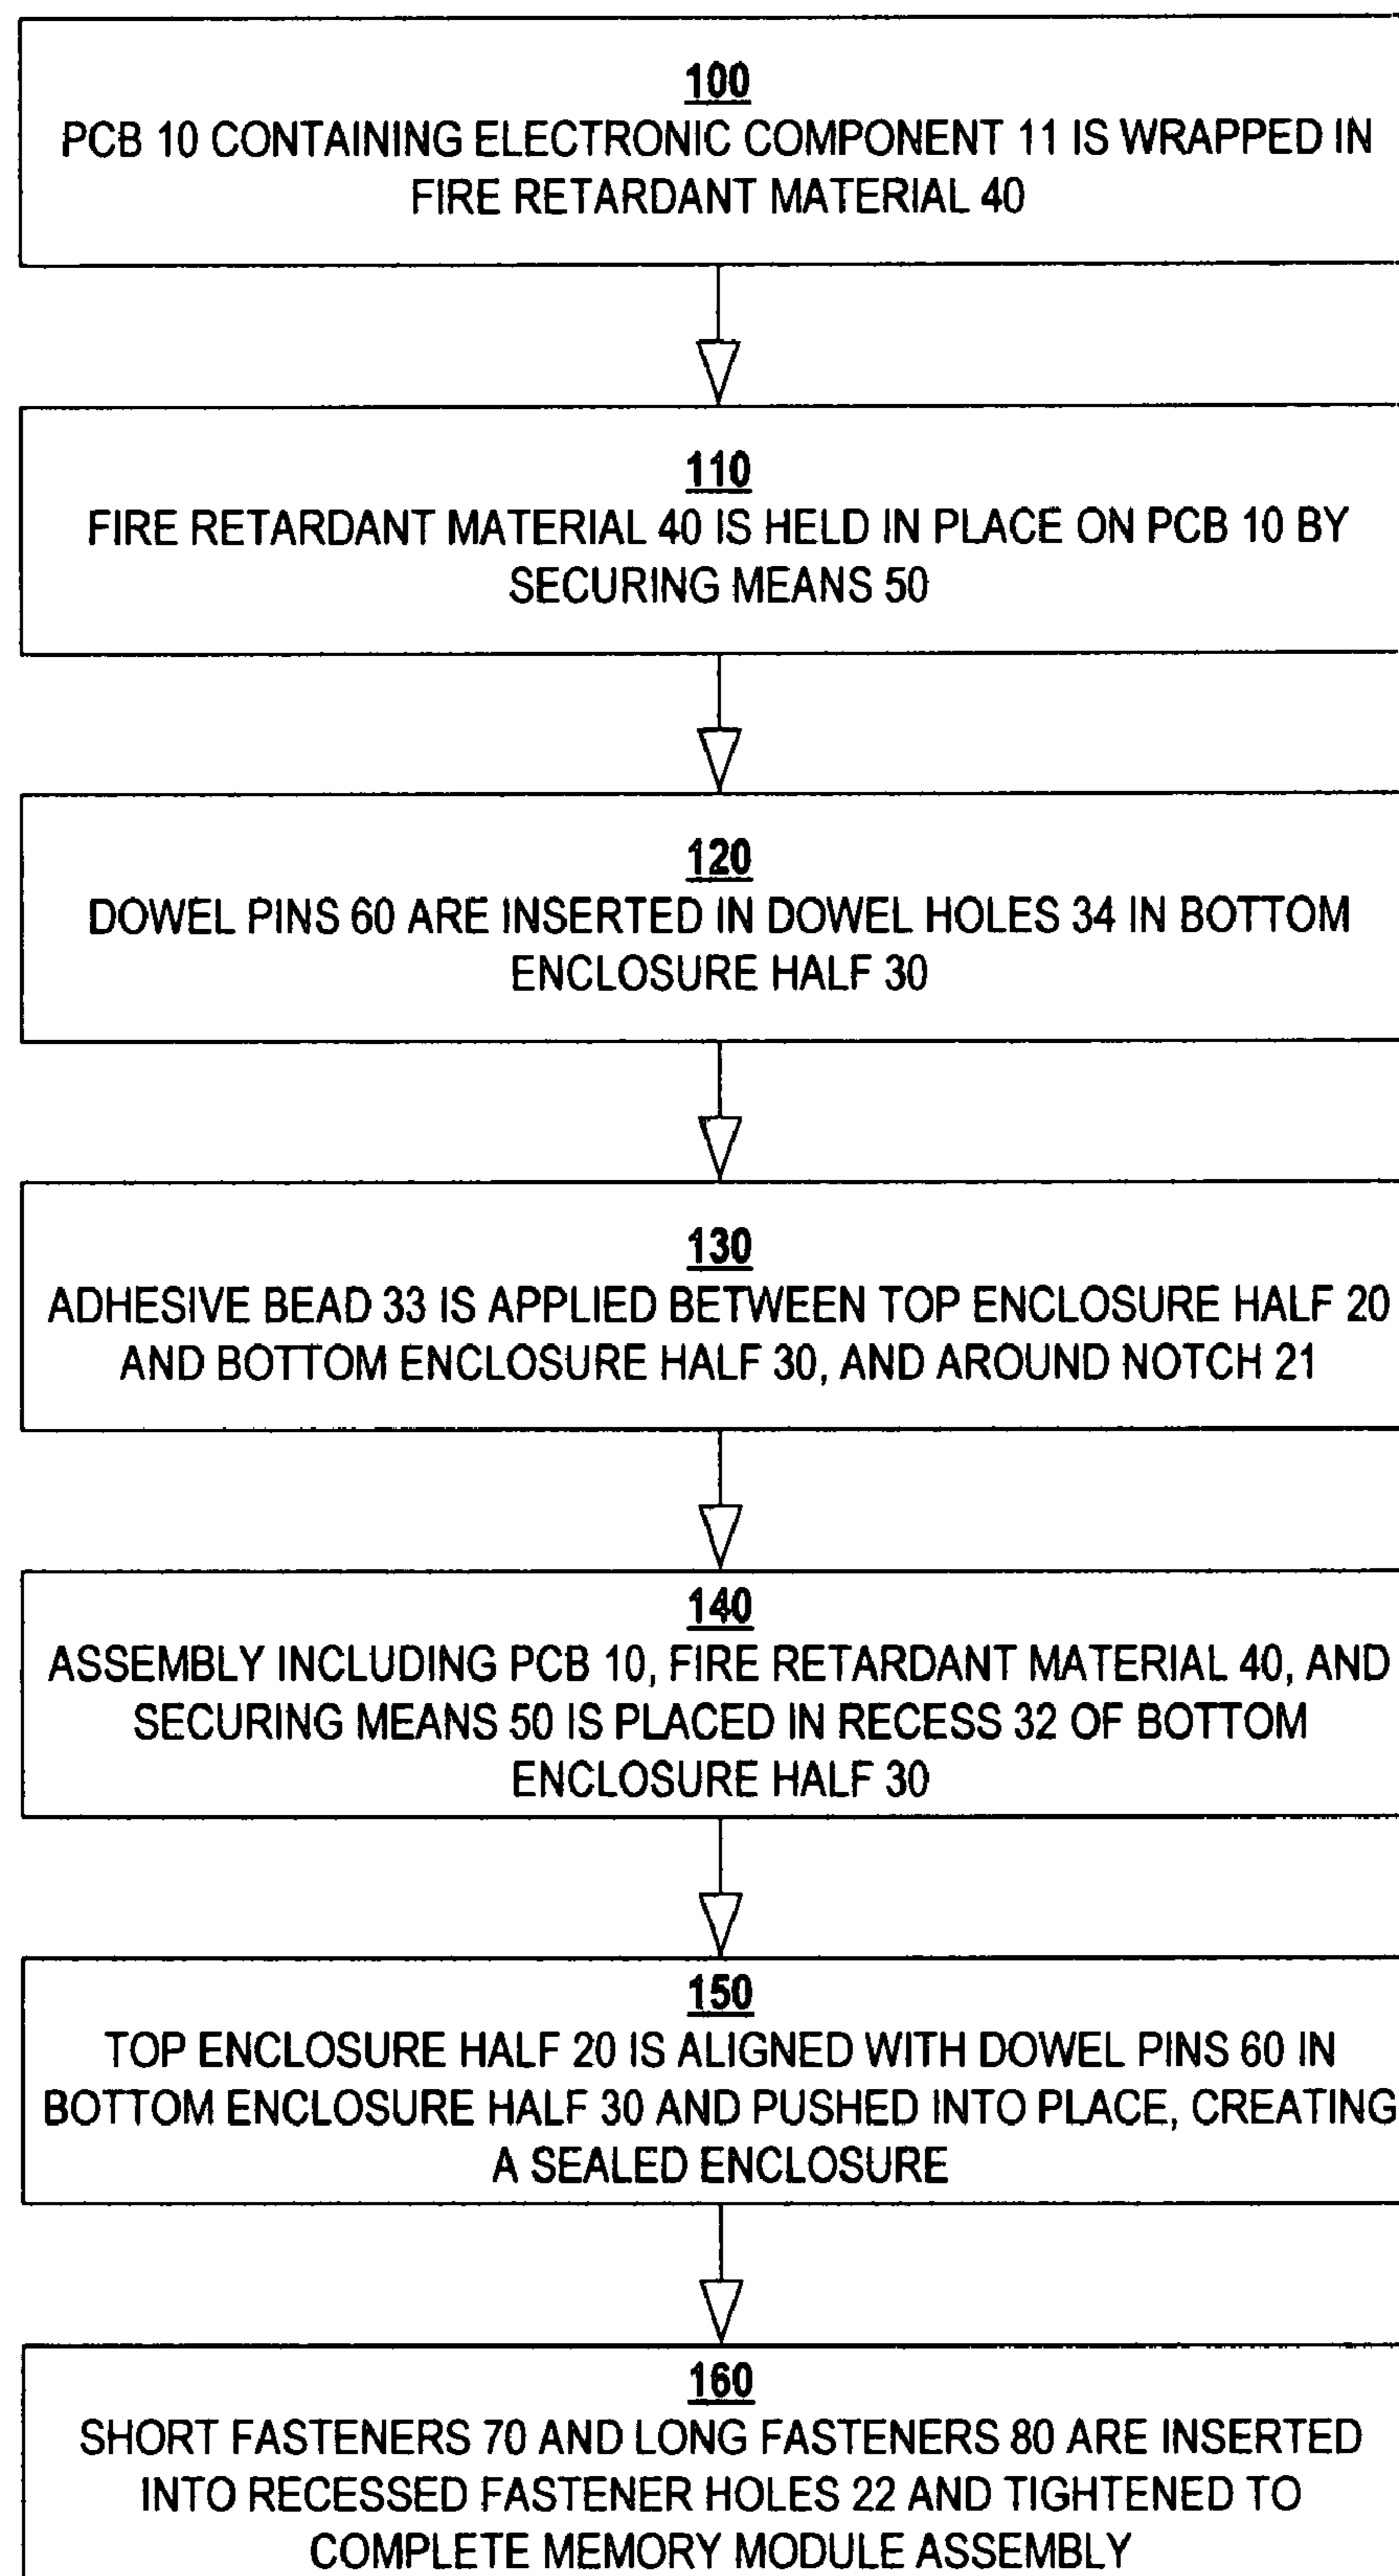 100
PCB 10 CONTAINING ELECTRONIC COMPONENT 11 IS WRAPPED IN
FIRE RETARDANT MATERIAL 40
110
FIRE RETARDANT MATERIAL 40 IS HELD IN PLACE ON PCB 10 BY
SECURING MEANS 50
120
DOWEL PINS 60 ARE INSERTED IN DOWEL HOLES 34 IN BOTTOM
ENCLOSURE HALF 30
130
ADHESIVE BEAD 33 IS APPLIED BETWEEN TOP ENCLOSURE HALF 20
AND BOTTOM ENCLOSURE HALF 30, AND AROUND NOTCH 21
140
ASSEMBLY INCLUDING PCB 10, FIRE RETARDANT MATERIAL 40, AND
SECURING MEANS 50 IS PLACED IN RECESS 32 OF BOTTOM
ENCLOSURE HALF 30
150
TOP ENCLOSURE HALF 20 IS ALIGNED WITH DOWEL PINS 60 IN
BOTTOM ENCLOSURE HALF 30 AND PUSHED INTO PLACE, CREATING
A SEALED ENCLOSURE
160
SHORT FASTENERS 70 AND LONG FASTENERS 80 ARE INSERTED
INTO RECESSED FASTENER HOLES 22 AND TIGHTENED TO
COMPLETE MEMORY MODULE ASSEMBLY